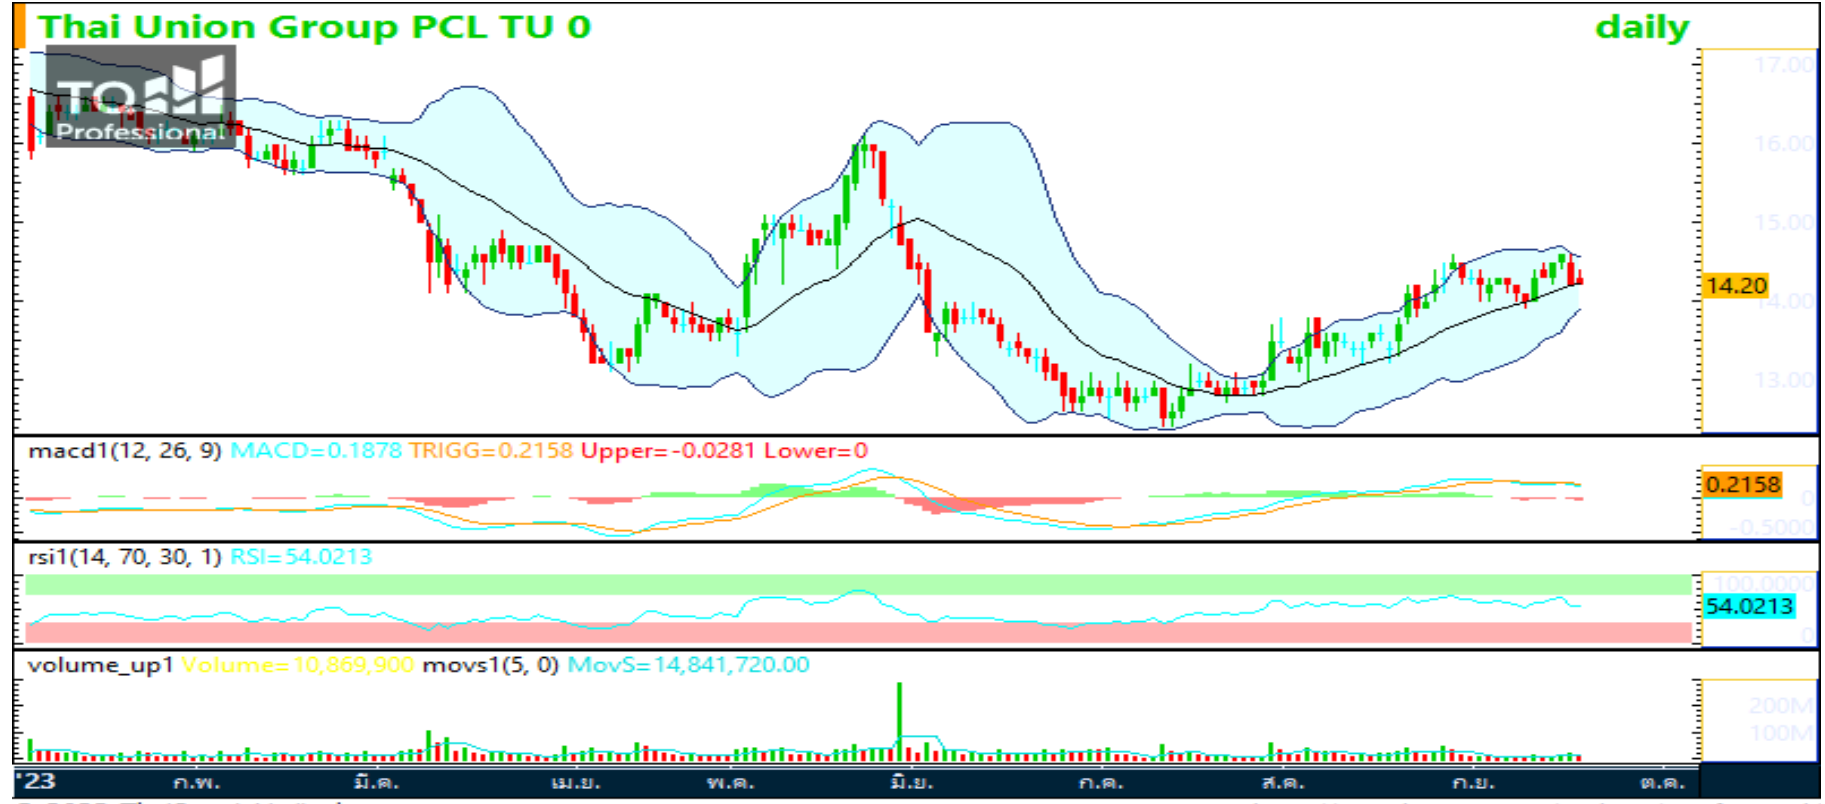 Thai Union Group PCL TU 0 daily
TQ
Professional
17.00
16.00
15.00
14.20
14.00
13.00
macd1(12, 26, 9) MACD=0.1878 TRIGG=0.2158 Upper=-0.0281 Lower=0
0.2158
0
-0.5000
rsi1(14, 70, 30, 1) RSI=54.0213
100.0000
54.0213
0
volume_up1 Volume=10,869,900 movs1(5, 0) MovS=14,841,720.00
200M
100M
'23 ก.พ. มี.ค. เม.ย. พ.ค. มิ.ย. ก.ค. ส.ค. ก.ย. ต.ค.